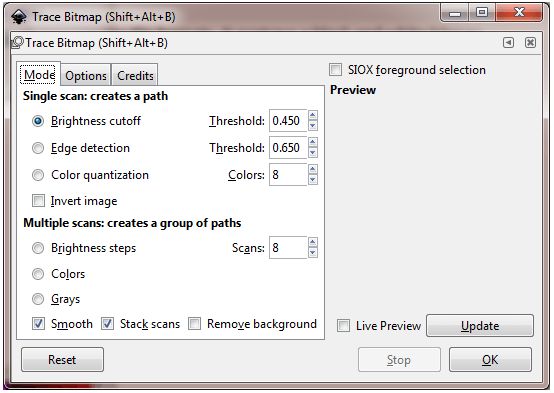 Trace Bitmap (Shift+Alt+B)
Trace Bitmap (Shift+Alt+B)
Mode Options Credits
SIOX foreground selection
Single scan: creates a path
Preview
Brightness cutoff Threshold: 0.450
Edge detection Threshold: 0.650
Color quantization Colors: 8
Invert image
Multiple scans: creates a group of paths
Brightness steps Scans: 8
Colors
Grays
Smooth Stack scans Remove background
Live Preview Update
Reset Stop OK